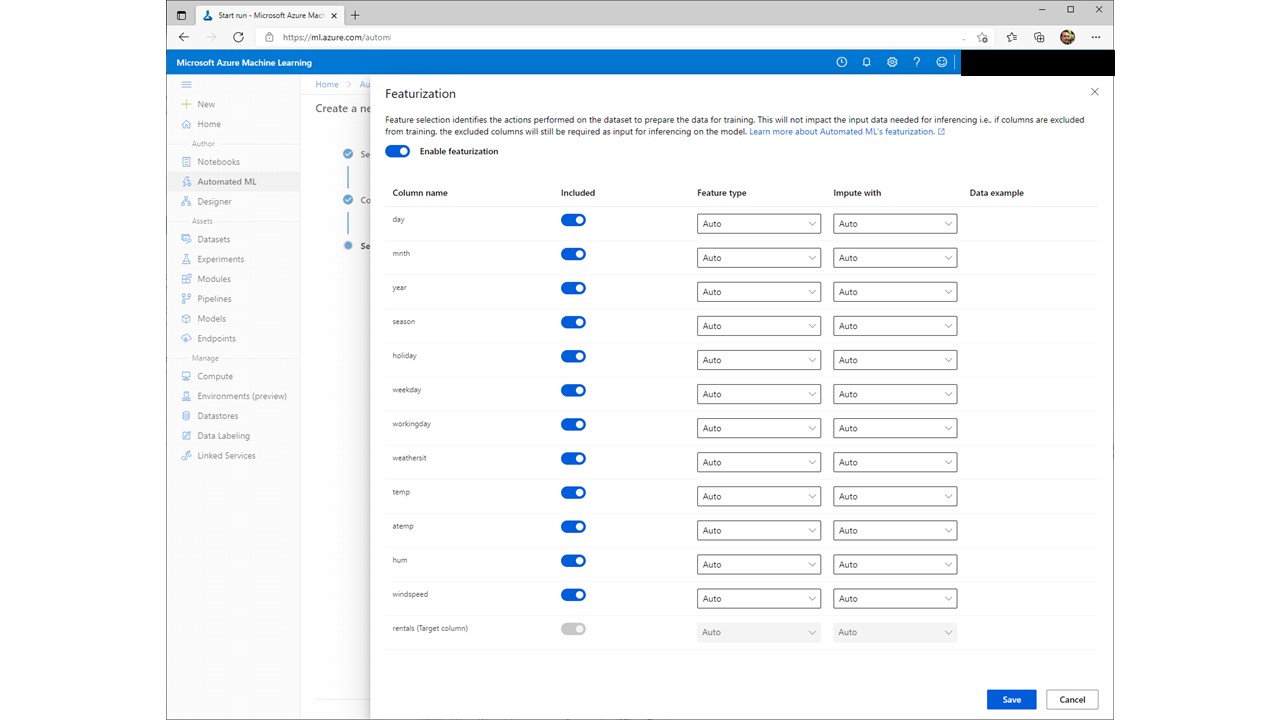 Start run - Microsoft Azure Mach
https://ml.azure.com/automl
Microsoft Azure Machine Learning
New
Home
Author
Notebooks
Automated ML
Designer
Assets
Datasets
Experiments
Modules
Pipelines
Models
Endpoints
Manage
Compute
Environments (preview)
Datastores
Data Labeling
Linked Services
Home > Au
Create a ne
Se
Co
Se
Featurization
Feature selection identifies the actions performed on the dataset to prepare the data for training. This will not impact the input data needed for inferencing i.e.. if columns are excluded
from training, the excluded columns will still be required as input for inferencing on the model. Learn more about Automated ML's featurization.
Enable featurization
Column name Included Feature type Impute with Data example
day Auto Auto
mnth Auto Auto
year Auto Auto
season Auto Auto
holiday Auto Auto
weekday Auto Auto
workingday Auto Auto
weathersit Auto Auto
temp Auto Auto
atemp Auto Auto
hum Auto Auto
windspeed Auto Auto
rentals (Target column) Auto Auto
Save Cancel